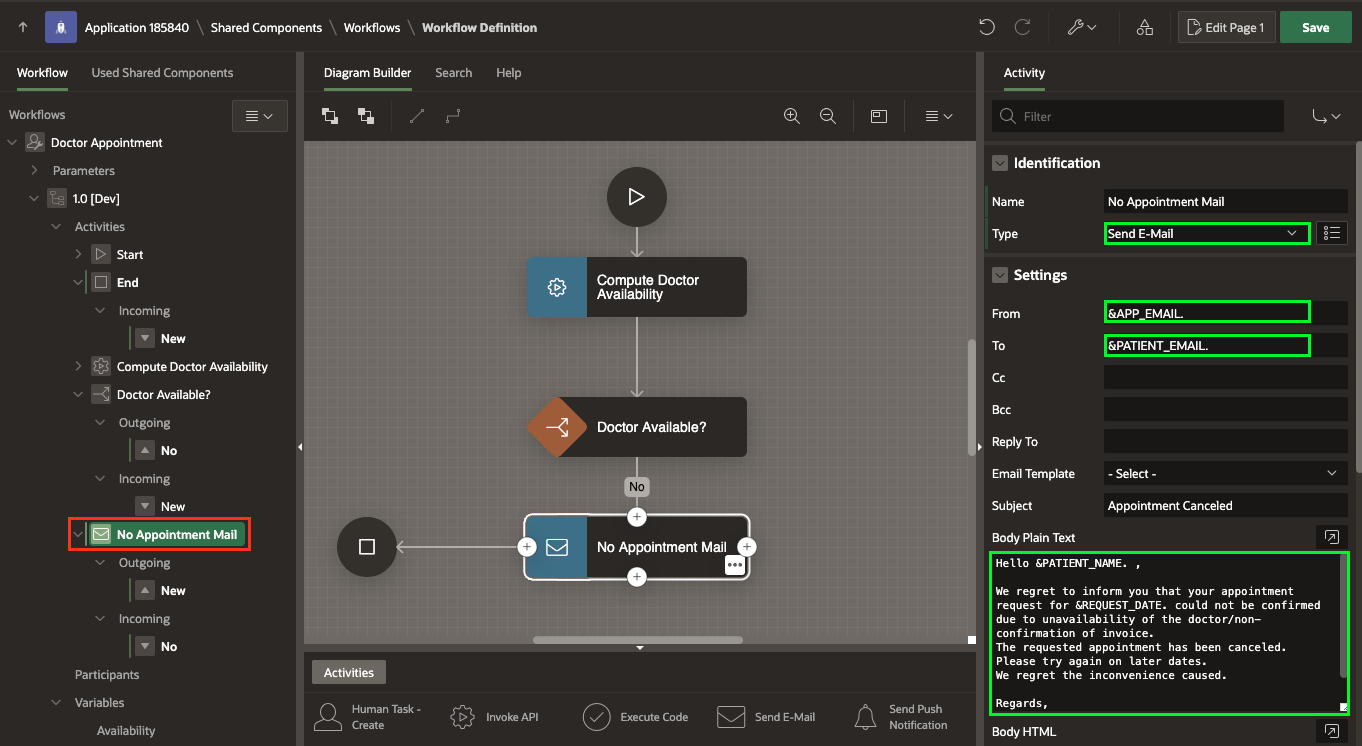 Application 185840 \ Shared Components \ Workflows \ Workflow Definition
Edit Page 1
Save
Workflow
Used Shared Components
Workflows
Doctor Appointment
Parameters
1.0 [Dev]
Activities
Start
End
Incoming
New
Compute Doctor Availability
Doctor Available?
Outgoing
No
Incoming
New
No Appointment Mail
Outgoing
New
Incoming
No
Participants
Variables
Availability
Diagram Builder
Search
Help
Compute Doctor
Availability
Doctor Available?
No
No Appointment Mail
Activities
Human Task -
Create
Invoke API
Execute Code
Send E-Mail
Send Push
Notification
Activity
Filter
Identification
Name
No Appointment Mail
Type
Send E-Mail
Settings
From
&APP_EMAIL.
To
&PATIENT_EMAIL.
Cc
Bcc
Reply To
Email Template
- Select -
Subject
Appointment Canceled
Body Plain Text
Hello &PATIENT_NAME. ,
We regret to inform you that your appointment
request for &REQUEST_DATE. could not be confirmed
due to unavailability of the doctor/non-
confirmation of invoice.
The requested appointment has been canceled.
Please try again on later dates.
We regret the inconvenience caused.
Regards,
Body HTML